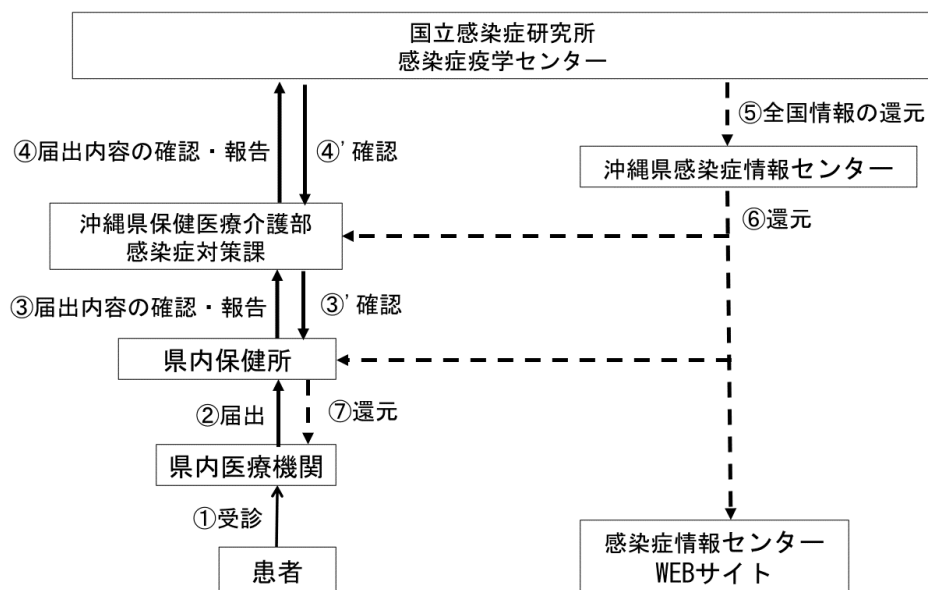 国立感染症研究所
感染症疫学センター
⑤全国情報の還元
④届出内容の確認・報告
④’確認
沖縄県感染症情報センター
沖縄県保健医療介護部
感染症対策課
⑥還元
③届出内容の確認・報告
③’確認
県内保健所
②届出
⑦還元
県内医療機関
①受診
患者
感染症情報センター
WEBサイト